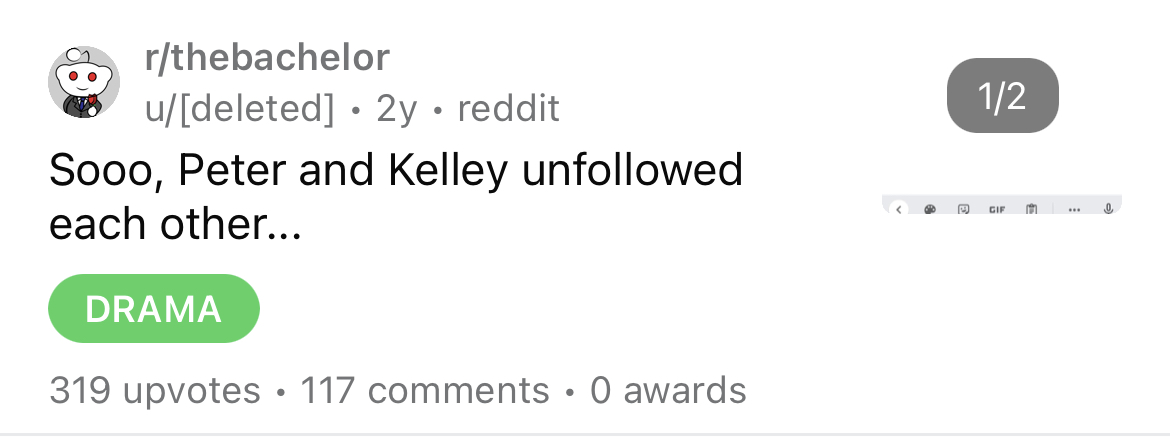 r/thebachelor
u/[deleted] • 2y • reddit
1/2
Sooo, Peter and Kelley unfollowed
each other...
GIF
DRAMA
319 upvotes • 117 comments • 0 awards